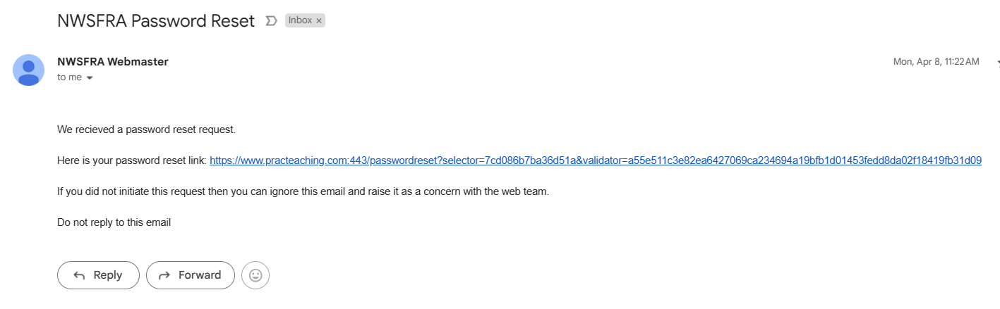 NWSFRA Password Reset Inbox ×
NWSFRA Webmaster Mon, Apr 8, 11:22 AM
to me
We recieved a password reset request.
Here is your password reset link: https://www.practeaching.com:443/passwordreset?selector=7cd086b7ba36d51a&validator=a55e511c3e82ea6427069ca234694a19bfb1d01453fedd8da02f18419fb31d09
If you did not initiate this request then you can ignore this email and raise it as a concern with the web team.
Do not reply to this email
Reply Forward